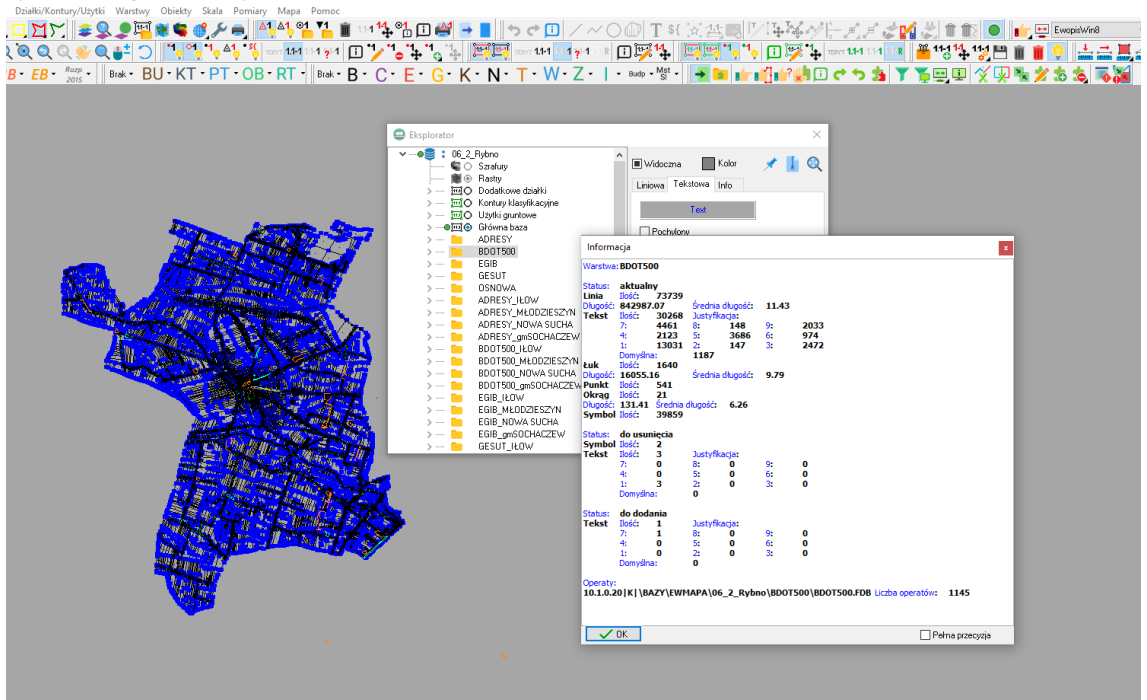 Działki/Kontury/Użytki Warstwy Obiekty Skala Pomiary Mapa Pomoc
EwopisWin8
B EB Rozp 2015 Brak BU KT PT OB RT Brak B C E G K N T W Z I Budp Mst SI
Eksplorator
06_2_Rybno
Szrafury
Rastry
Dodatkowe działki
Kontury klasyfikacyjne
Użytki gruntowe
Główna baza
ADRESY
BDOT500
EGIB
GESUT
OSNOWA
ADRESY_IŁOW
ADRESY_MŁODZIESZYN
ADRESY_NOWA SUCHA
ADRESY_gmSOCHACZEW
BDOT500_IŁOW
BDOT500_MŁODZIESZYN
BDOT500_NOWA SUCHA
BDOT500_gmSOCHACZEW
EGIB_IŁOW
EGIB_MŁODZIESZYN
EGIB_NOWA SUCHA
EGIB_gmSOCHACZEW
GESUT_IŁOW
Widoczna Kolor
Liniowa Tekstowa Info
Text
Pochylony
Informacja
Warstwa: BDOT500
Status: aktualny
Linia Ilość: 73739
Długość: 842987.07 Średnia długość: 11.43
Tekst Ilość: 30268 Justyfikacja:
7: 4461 8: 148 9: 2033
4: 2123 5: 3686 6: 974
1: 13031 2: 147 3: 2472
Domyślna: 1187
Łuk Ilość: 1640
Długość: 16055.16 Średnia długość: 9.79
Punkt Ilość: 541
Okrąg Ilość: 21
Długość: 131.41 Średnia długość: 6.26
Symbol Ilość: 39859
Status: do usunięcia
Symbol Ilość: 2
Tekst Ilość: 3 Justyfikacja:
7: 0 8: 0 9: 0
4: 0 5: 0 6: 0
1: 3 2: 0 3: 0
Domyślna: 0
Status: do dodania
Tekst Ilość: 1 Justyfikacja:
7: 1 8: 0 9: 0
4: 0 5: 0 6: 0
1: 0 2: 0 3: 0
Domyślna: 0
Operaty:
10.1.0.20|K|\BAZY\EWMAPA\06_2_Rybno\BDOT500\BDOT500.FDB Liczba operatów: 1145
OK Pełna precyzja